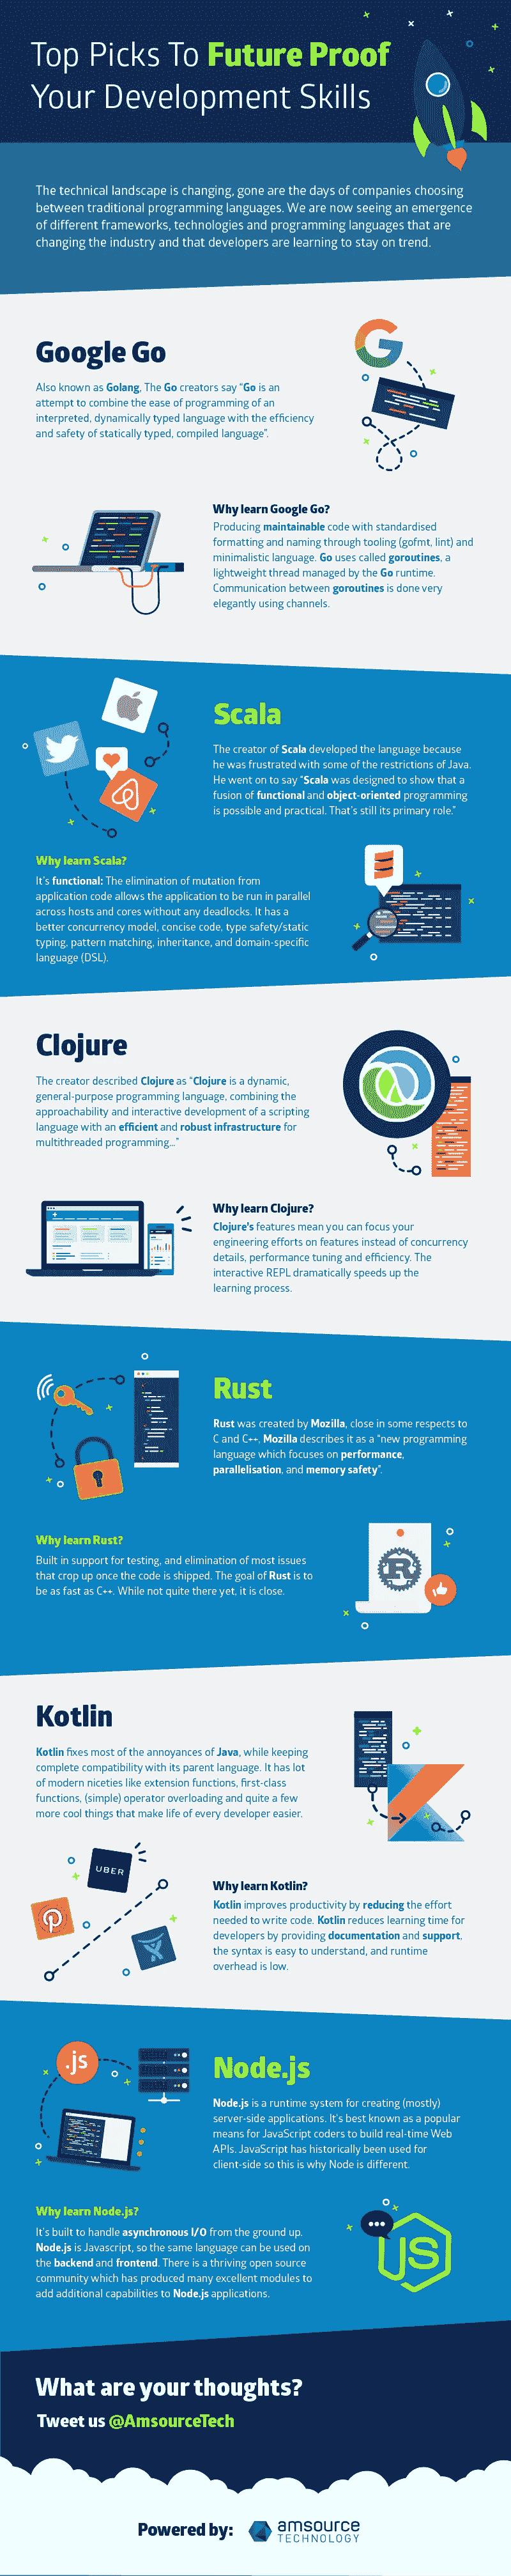 Top Picks To Future Proof
Your Development Skills
The technical landscape is changing, gone are the days of companies choosing
between traditional programming languages. We are now seeing an emergence
of different frameworks, technologies and programming languages that are
changing the industry and that developers are learning to stay on trend.
Google Go
Also known as Golang, The Go creators say "Go is an
attempt to combine the ease of programming of an
interpreted, dynamically typed language with the efficiency
and safety of statically typed, compiled language".
Why learn Google Go?
Producing maintainable code with standardised
formatting and naming through tooling (gofmt, lint) and
minimalistic language. Go uses called goroutines, a
lightweight thread managed by the Go runtime.
Communication between goroutines is done very
elegantly using channels.
Scala
The creator of Scala developed the language because
he was frustrated with some of the restrictions of Java.
He went on to say "Scala was designed to show that a
fusion of functional and object-oriented programming
is possible and practical. That's still its primary role."
Why learn Scala?
It's functional: The elimination of mutation from
application code allows the application to be run in parallel
across hosts and cores without any deadlocks. It has a
better concurrency model, concise code, type safety/static
typing, pattern matching, inheritance, and domain-specific
language (DSL).
Clojure
The creator described Clojure as "Clojure is a dynamic,
general-purpose programming language, combining the
approachability and interactive development of a scripting
language with an efficient and robust infrastructure for
multithreaded programming..."
Why learn Clojure?
Clojure's features mean you can focus your
engineering efforts on features instead of concurrency
details, performance tuning and efficiency. The
interactive REPL dramatically speeds up the
learning process.
Rust
Rust was created by Mozilla, close in some respects to
C and C++. Mozilla describes it as a "new programming
language which focuses on performance,
parallelisation, and memory safety".
Why learn Rust?
Built in support for testing, and elimination of most issues
that crop up once the code is shipped. The goal of Rust is to
be as fast as C++. While not quite there yet, it is close.
R
Kotlin
Kotlin fixes most of the annoyances of Java, while keeping
complete compatibility with its parent language. It has lot
of modern niceties like extension functions, first-class
functions, (simple) operator overloading and quite a few
more cool things that make life of every developer easier.
UBER
Why learn Kotlin?
Kotlin improves productivity by reducing the effort
needed to write code. Kotlin reduces learning time for
developers by providing documentation and support,
the syntax is easy to understand, and runtime
overhead is low.
.js
Node.js
Node.js is a runtime system for creating (mostly)
server-side applications. It's best known as a popular
means for JavaScript coders to build real-time Web
APIs. JavaScript has historically been used for
client-side so this is why Node is different.
Why learn Node.js?
It's built to handle asynchronous I/O from the ground up.
Node.js is Javascript, so the same language can be used on
the backend and frontend. There is a thriving open source
community which has produced many excellent modules to
add additional capabilities to Node.js applications.
JS
What are your thoughts?
Tweet us @AmsourceTech
Powered by:
amsource
TECHNOLOGY